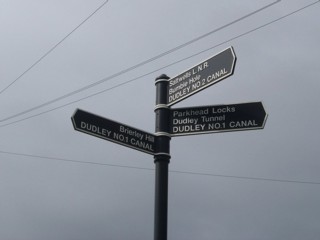 Saltwells L N R
Bumble Hole
DUDLEY NO.2 CANAL
Parkhead Locks
Dudley Tunnel
DUDLEY NO.1 CANAL
Brierley Hill
DUDLEY NO.1 CANAL